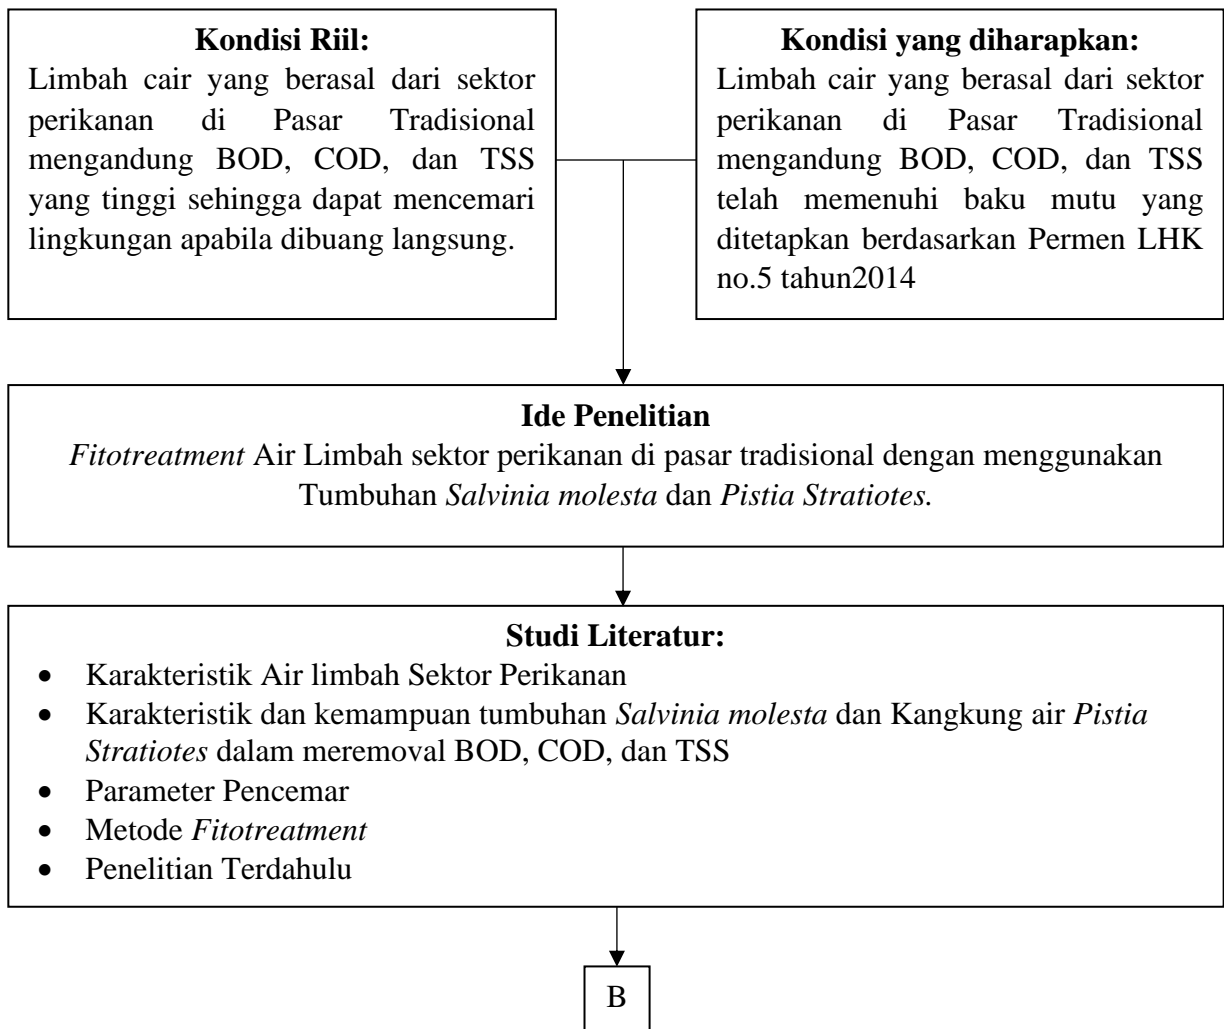 Kondisi Riil:
Limbah cair yang berasal dari sektor
perikanan di Pasar Tradisional
mengandung BOD, COD, dan TSS
yang tinggi sehingga dapat mencemari
lingkungan apabila dibuang langsung.
Kondisi yang diharapkan:
Limbah cair yang berasal dari sektor
perikanan di Pasar Tradisional
mengandung BOD, COD, dan TSS
telah memenuhi baku mutu yang
ditetapkan berdasarkan Permen LHK
no.5 tahun2014
Ide Penelitian
Fitotreatment Air Limbah sektor perikanan di pasar tradisional dengan menggunakan
Tumbuhan Salvinia molesta dan Pistia Stratiotes.
Studi Literatur:
• Karakteristik Air limbah Sektor Perikanan
• Karakteristik dan kemampuan tumbuhan Salvinia molesta dan Kangkung air Pistia
Stratiotes dalam meremoval BOD, COD, dan TSS
• Parameter Pencemar
• Metode Fitotreatment
• Penelitian Terdahulu
B